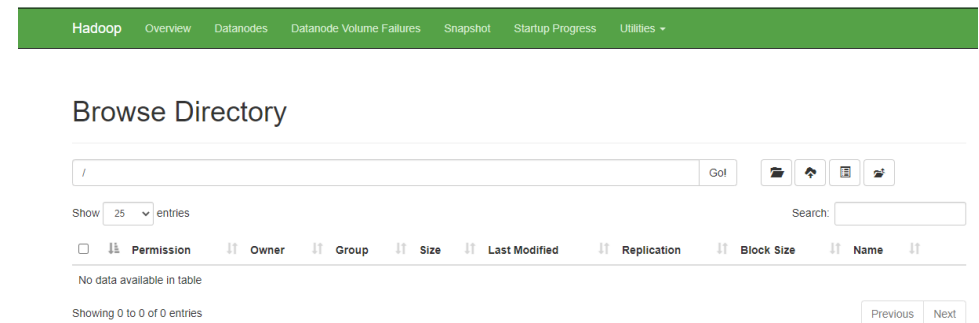 Hadoop Overview Datanodes Datanode Volume Failures Snapshot Startup Progress Utilities
Browse Directory
/ Go!
Show 25 entries Search:
Permission Owner Group Size Last Modified Replication Block Size Name
No data available in table
Showing 0 to 0 of 0 entries Previous Next